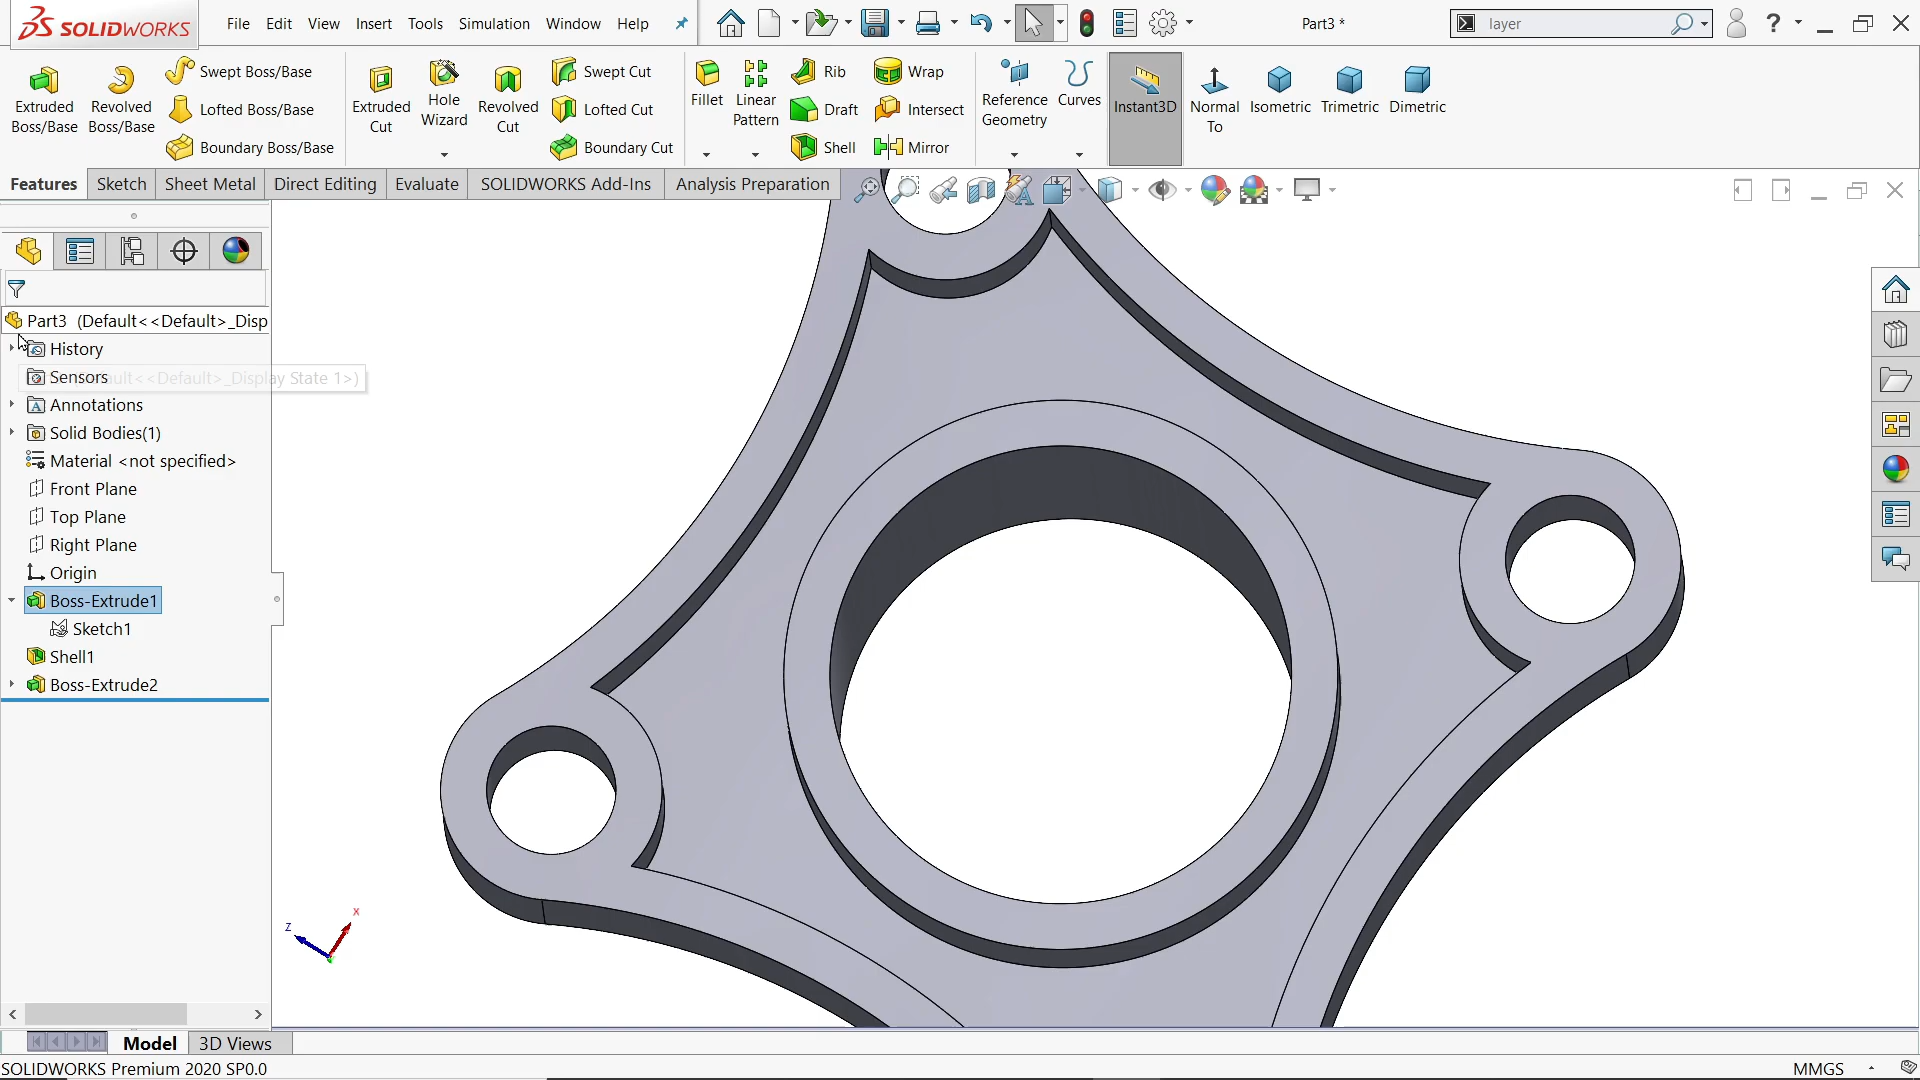 SOLIDWORKS File Edit View Insert Tools Simulation Window Help Part3 * layer ?
Extruded Boss/Base
Revolved Boss/Base
Swept Boss/Base
Lofted Boss/Base
Boundary Boss/Base
Extruded Cut
Hole Wizard
Revolved Cut
Swept Cut
Lofted Cut
Boundary Cut
Fillet
Linear Pattern
Rib
Draft
Shell
Wrap
Intersect
Mirror
Reference Geometry
Curves
Instant3D
Normal To
Isometric
Trimetric
Dimetric
Features Sketch Sheet Metal Direct Editing Evaluate SOLIDWORKS Add-Ins Analysis Preparation
Part3 (Default<<Default>_Disp
History
Sensors
ault<<Default>_Display State 1>)
Annotations
Solid Bodies(1)
Material <not specified>
Front Plane
Top Plane
Right Plane
Origin
Boss-Extrude1
Sketch1
Shell1
Boss-Extrude2
Z
X
Model 3D Views
SOLIDWORKS Premium 2020 SP0.0 MMGS